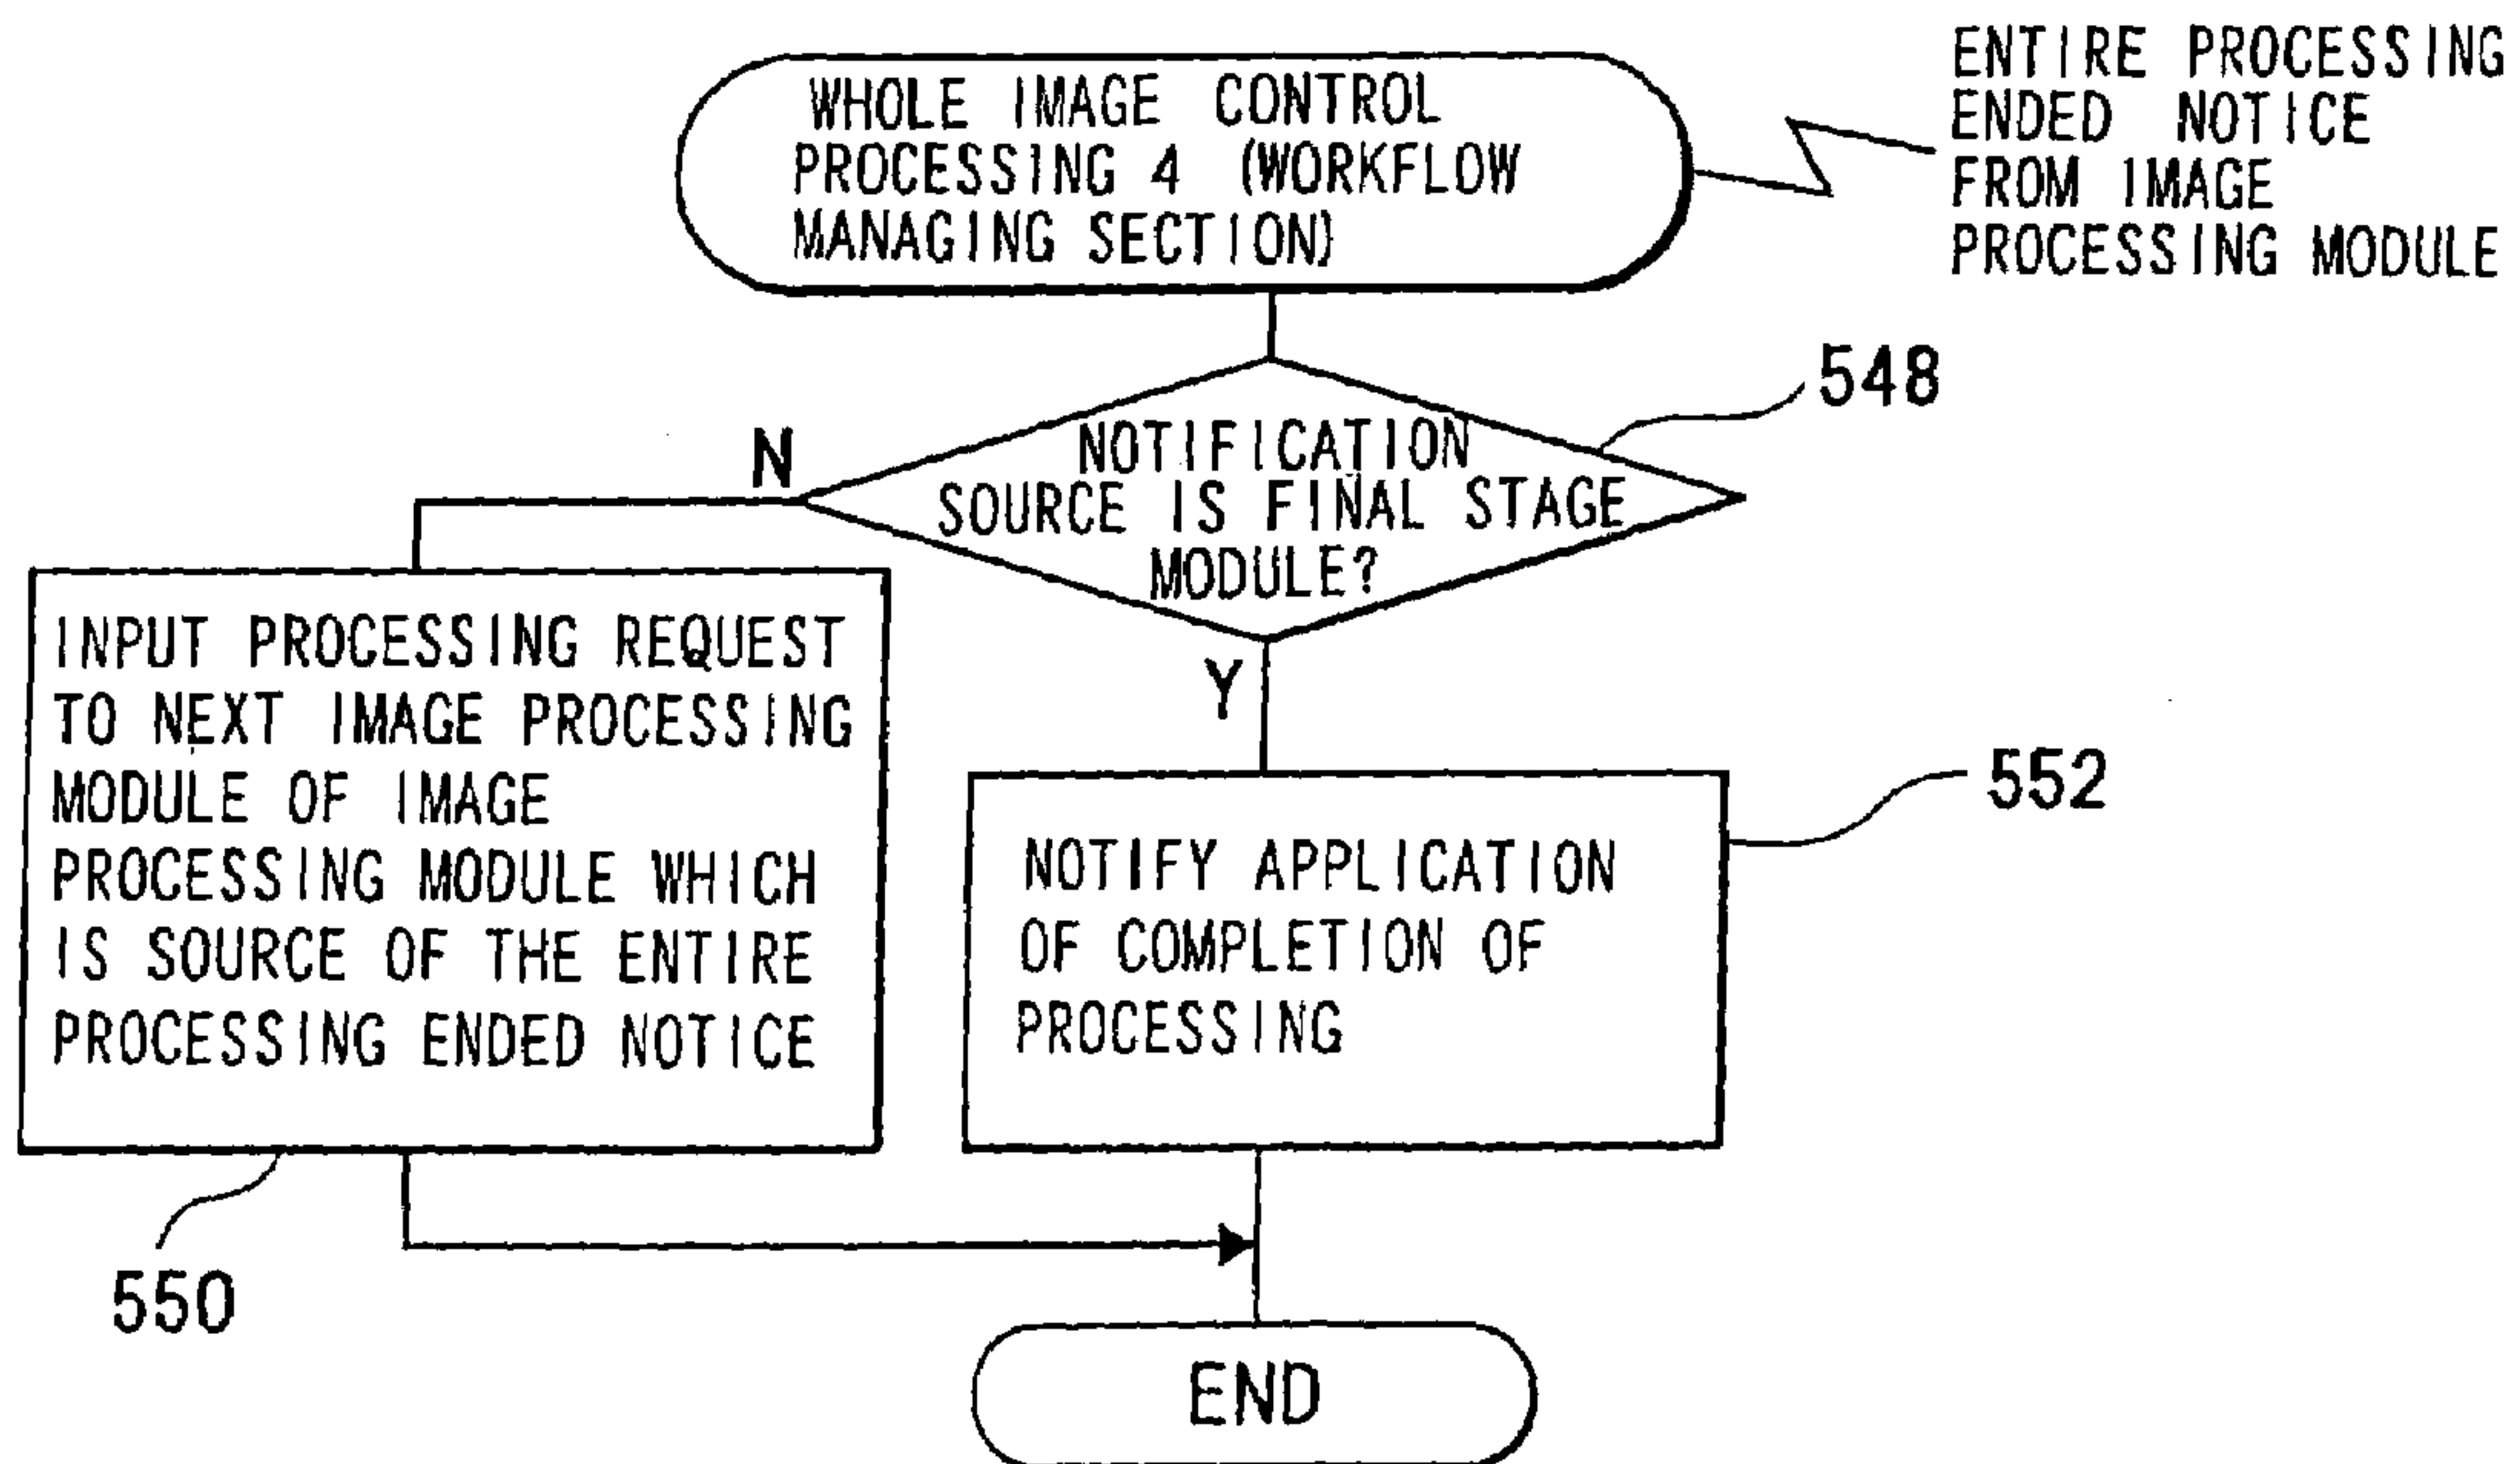 WHOLE IMAGE CONTROL
PROCESSING 4 (WORKFLOW
MANAGING SECTION)
ENTIRE PROCESSING
ENDED NOTICE
FROM IMAGE
PROCESSING MODULE
548
NOTIFICATION
SOURCE IS FINAL STAGE
MODULE?
N
Y
INPUT PROCESSING REQUEST
TO NEXT IMAGE PROCESSING
MODULE OF IMAGE
PROCESSING MODULE WHICH
IS SOURCE OF THE ENTIRE
PROCESSING ENDED NOTICE
550
552
NOTIFY APPLICATION
OF COMPLETION OF
PROCESSING
END